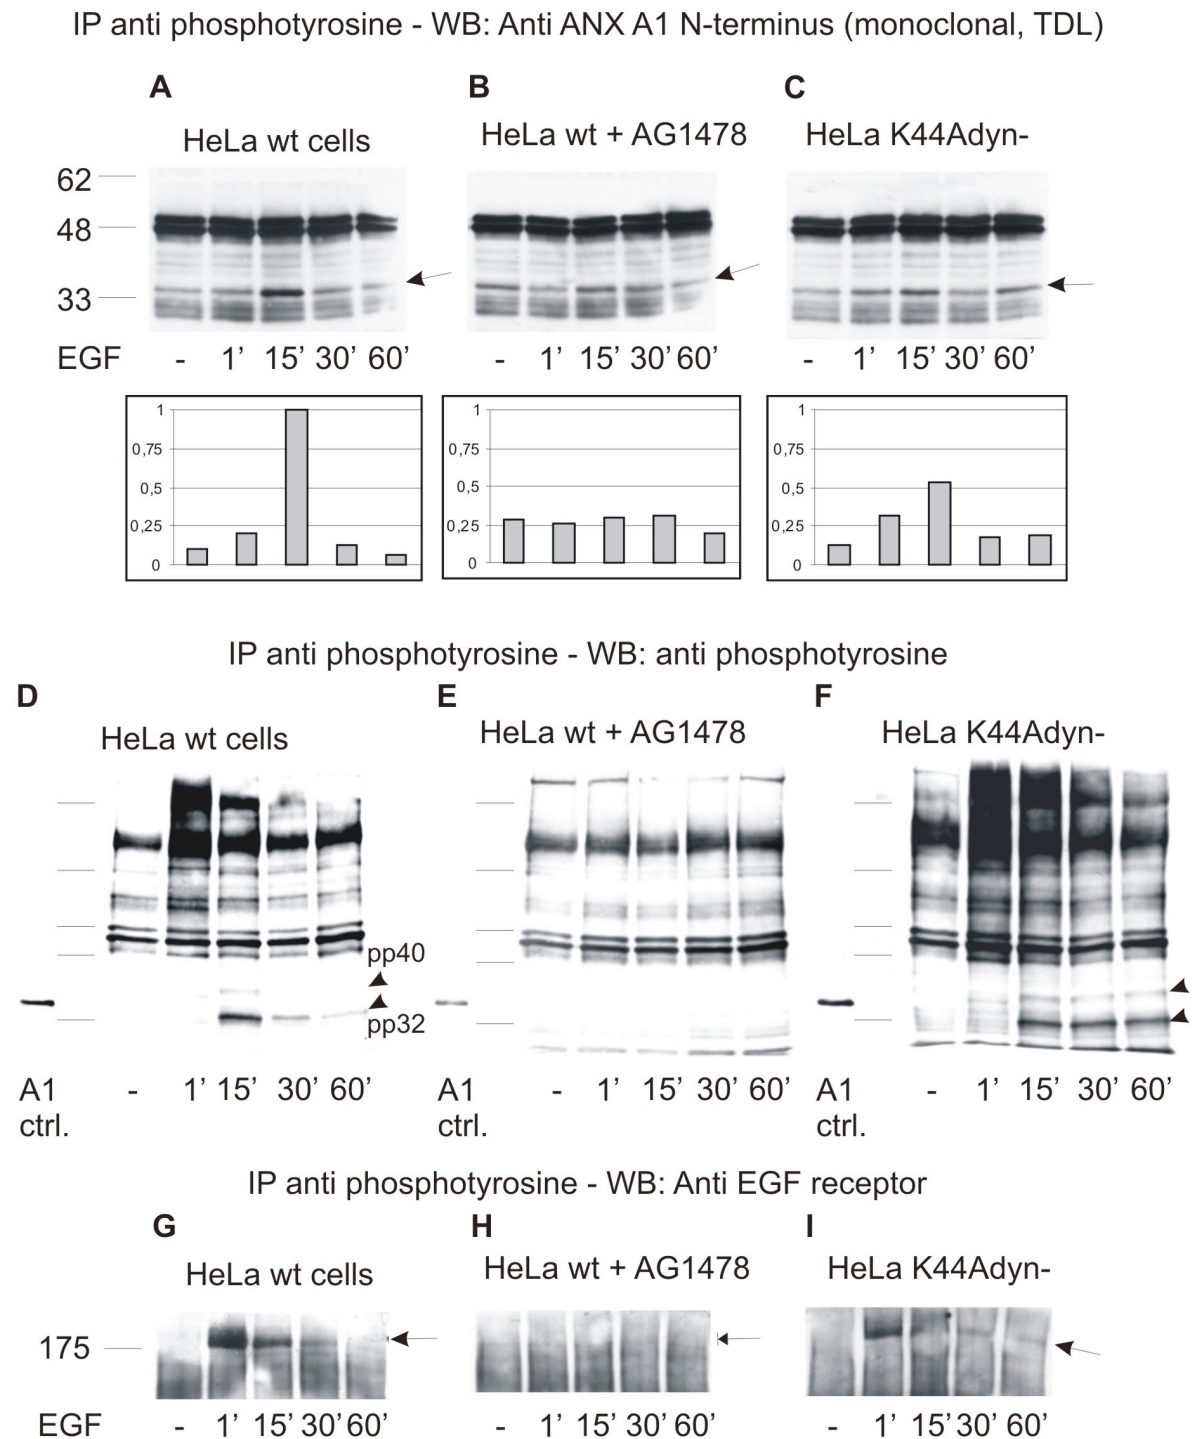 IP anti phosphotyrosine - WB: Anti ANX A1 N-terminus (monoclonal, TDL)
A B C
HeLa wt cells HeLa wt + AG1478 HeLa K44Adyn-
62
48
33
EGF - 1’ 15’ 30’ 60’ - 1’ 15’ 30’ 60’ - 1’ 15’ 30’ 60’
1 1 1
0,75 0,75 0,75
0,5 0,5 0,5
0,25 0,25 0,25
0 0 0
IP anti phosphotyrosine - WB: anti phosphotyrosine
D E F
HeLa wt cells HeLa wt + AG1478 HeLa K44Adyn-
pp40
pp32
A1 - 1’ 15’ 30’ 60’ A1 - 1’ 15’ 30’ 60’ A1 - 1’ 15’ 30’ 60’
ctrl. ctrl. ctrl.
IP anti phosphotyrosine - WB: Anti EGF receptor
G H I
HeLa wt cells HeLa wt + AG1478 HeLa K44Adyn-
175
EGF - 1’ 15’ 30’ 60’ - 1’ 15’ 30’ 60’ - 1’ 15’ 30’ 60’